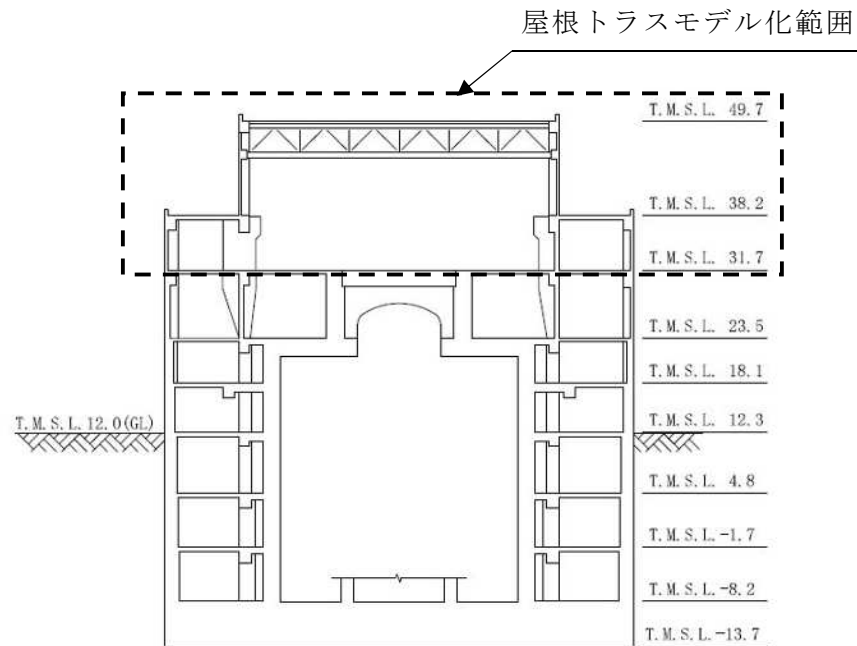 屋根トラスモデル化範囲
T.M.S.L. 49.7
T.M.S.L. 38.2
T.M.S.L. 31.7
T.M.S.L. 23.5
T.M.S.L. 18.1
T.M.S.L. 12.3
T.M.S.L.12.0(GL)
T.M.S.L. 4.8
T.M.S.L.-1.7
T.M.S.L.-8.2
T.M.S.L.-13.7